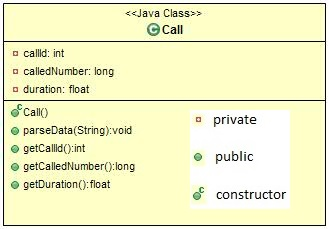 <<Java Class>>
C Call
callId: int
calledNumber: long
duration: float
c Call()
parseData(String):void
getCallId():int
getCalledNumber():long
getDuration():float
private
public
c constructor